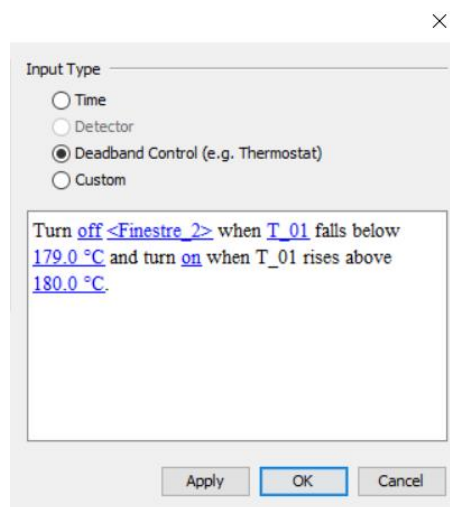 Input Type
Time
Detector
Deadband Control (e.g. Thermostat)
Custom
Turn off <Finestre_2> when T_01 falls below
179.0 °C and turn on when T_01 rises above
180.0 °C.
Apply OK Cancel